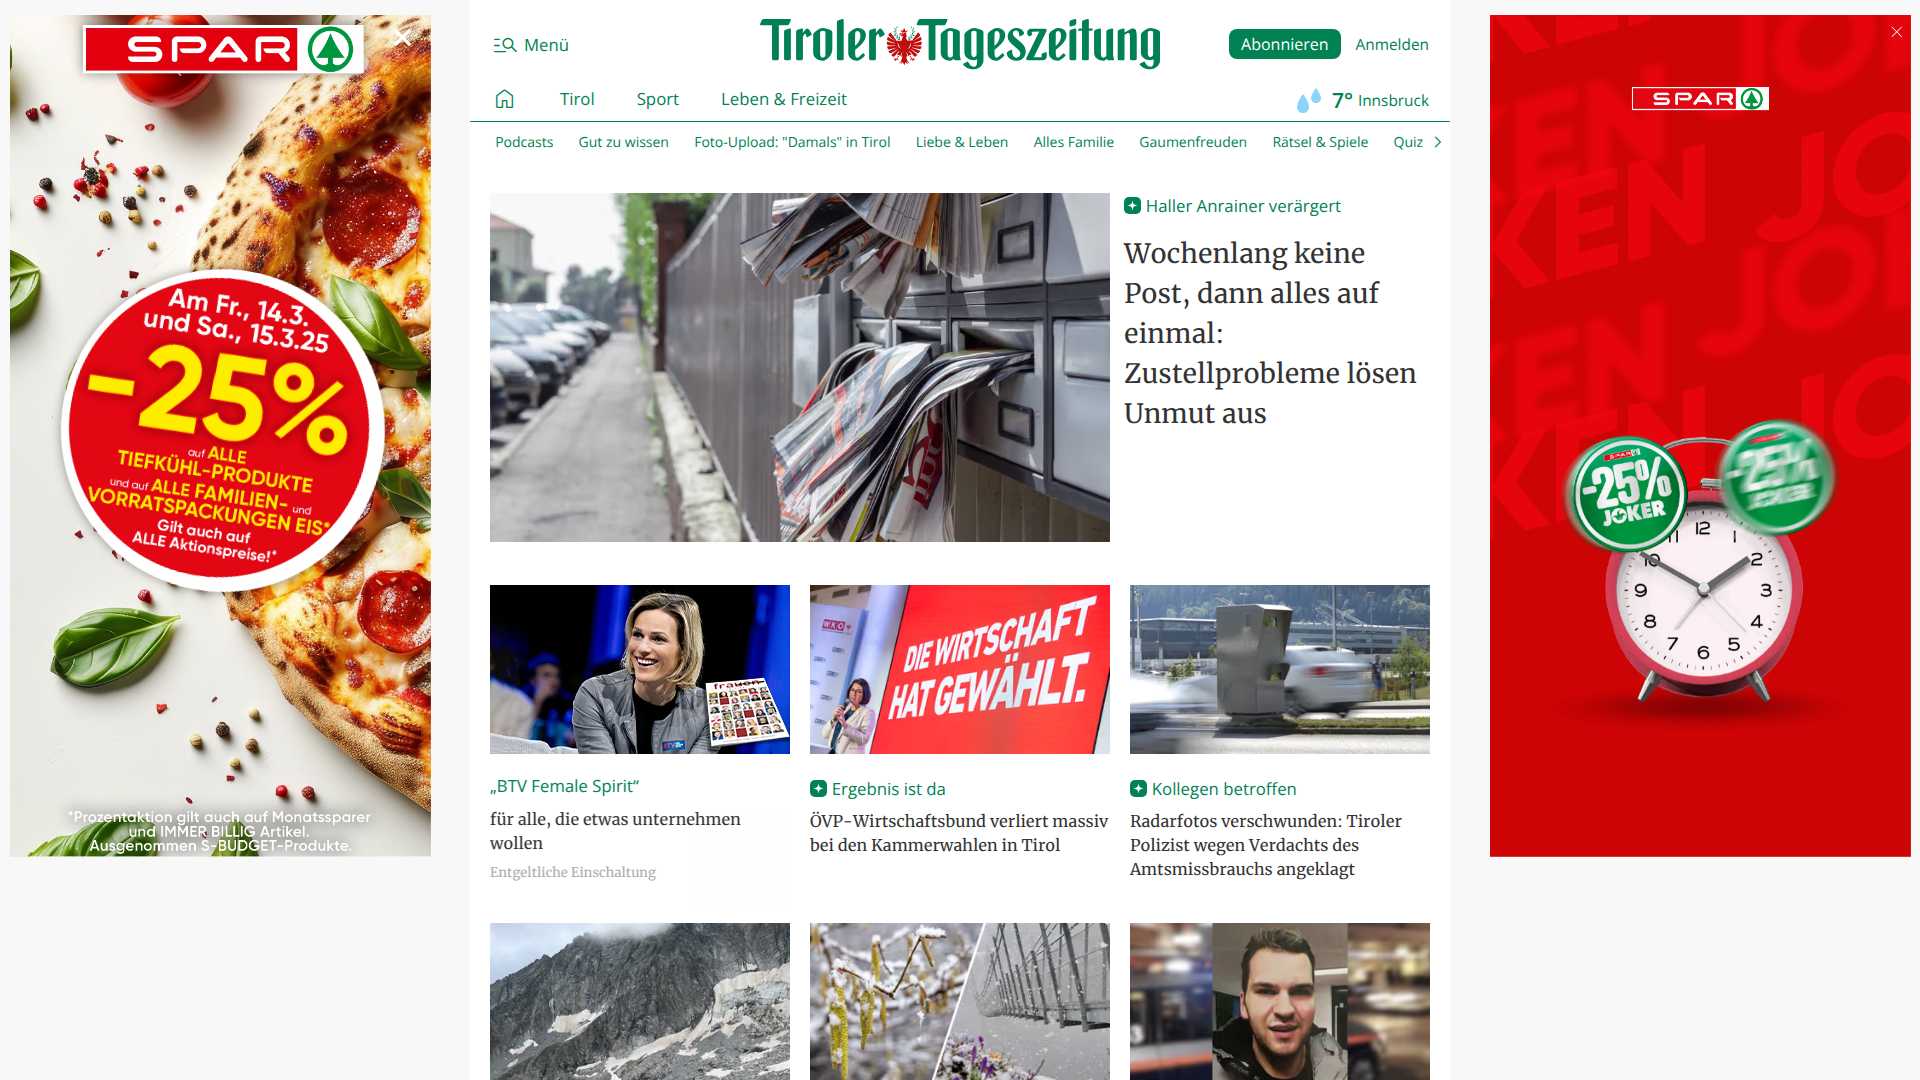 SPAR
Am Fr., 14.3.
und Sa., 15.3.25
-25%
auf ALLE
TIEFKÜHL-PRODUKTE
und auf ALLE FAMILIEN- und
VORRATSPACKUNGEN EIS*
Gilt auch auf
ALLE Aktionspreise!*
*Prozentaktion gilt auch auf Monatssparer
und IMMER BILLIG Artikel.
Ausgenommen S-BUDGET-Produkte.
Menü
Tiroler Tageszeitung
Abonnieren
Anmelden
Tirol
Sport
Leben & Freizeit
7° Innsbruck
Podcasts
Gut zu wissen
Foto-Upload: "Damals" in Tirol
Liebe & Leben
Alles Familie
Gaumenfreuden
Rätsel & Spiele
Quiz
Haller Anrainer verärgert
Wochenlang keine
Post, dann alles auf
einmal:
Zustellprobleme lösen
Unmut aus
frauen
BTV
„BTV Female Spirit“
für alle, die etwas unternehmen
wollen
Entgeltliche Einschaltung
WKO
DIE WIRTSCHAFT
HAT GEWÄHLT.
Ergebnis ist da
ÖVP-Wirtschaftsbund verliert massiv
bei den Kammerwahlen in Tirol
Kollegen betroffen
Radarfotos verschwunden: Tiroler
Polizist wegen Verdachts des
Amtsmissbrauchs angeklagt
JOKER
SPAR
SPAR
-25%
JOKER
-25%
JOKER
12
1
2
3
4
5
6
7
8
9
10
11